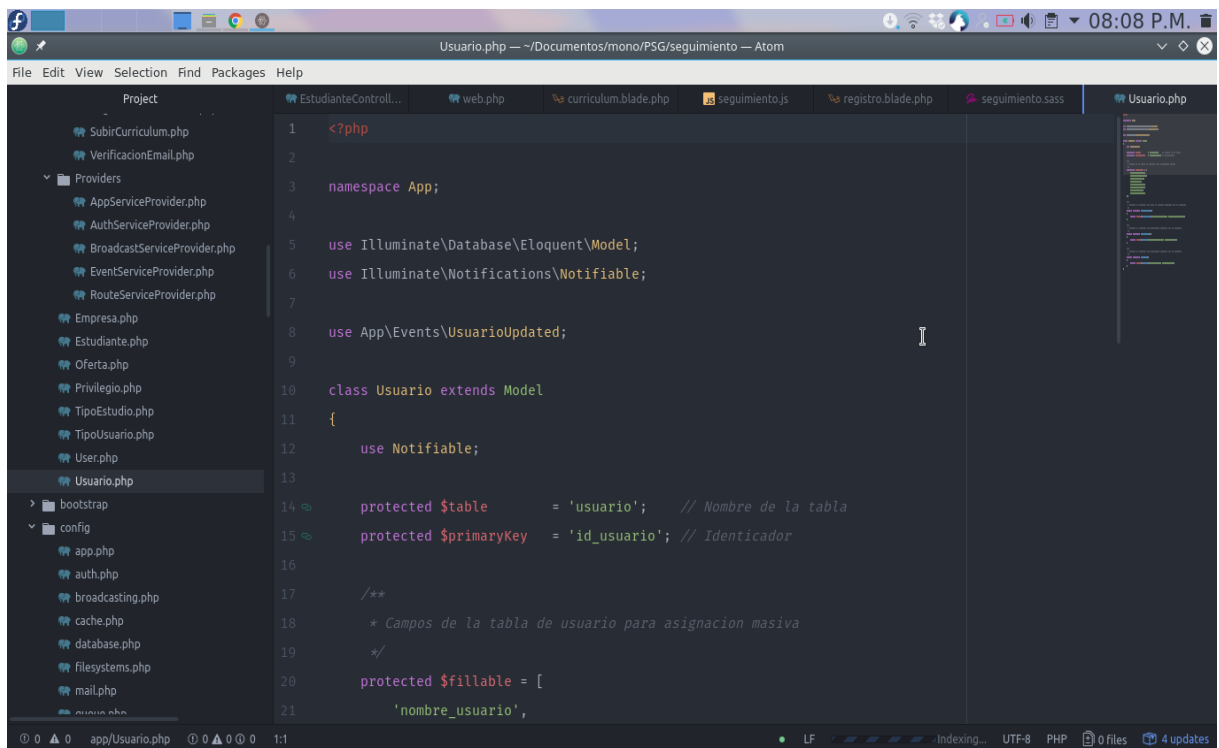 08:08 P.M.
Usuario.php — ~/Documentos/mono/PSG/seguimiento — Atom
File Edit View Selection Find Packages Help
Project
EstudianteControll... web.php curriculum.blade.php seguimiento.js registro.blade.php seguimiento.sass Usuario.php
SubirCurriculum.php
VerificacionEmail.php
Providers
AppServiceProvider.php
AuthServiceProvider.php
BroadcastServiceProvider.php
EventServiceProvider.php
RouteServiceProvider.php
Empresa.php
Estudiante.php
Oferta.php
Privilegio.php
TipoEstudio.php
TipoUsuario.php
User.php
Usuario.php
bootstrap
config
app.php
auth.php
broadcasting.php
cache.php
database.php
filesystems.php
mail.php
1 <?php
2
3 namespace App;
4
5 use Illuminate\Database\Eloquent\Model;
6 use Illuminate\Notifications\Notifiable;
7
8 use App\Events\UsuarioUpdated;
9
10 class Usuario extends Model
11 {
12 use Notifiable;
13
14 protected $table = 'usuario'; // Nombre de la tabla
15 protected $primaryKey = 'id_usuario'; // Identicador
16
17 /**
18 * Campos de la tabla de usuario para asignacion masiva
19 */
20 protected $fillable = [
21 'nombre_usuario',
0 0 app/Usuario.php 0 0 0 1:1 LF Indexing... UTF-8 PHP 0 files 4 updates